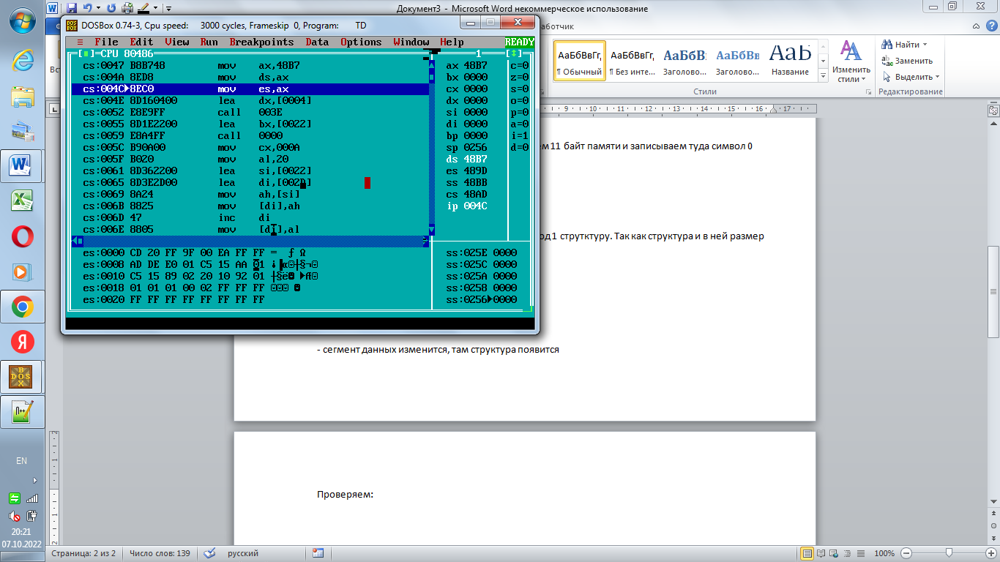 Документ3 - Microsoft Word некоммерческое использование
DOSBox 0.74-3, Cpu speed: 3000 cycles, Frameskip 0, Program: TD
≡ File Edit View Run Breakpoints Data Options Window Help READY
[■]=CPU 80486 1 [↕]
cs:0047 B8B748 mov ax,48B7 ax 48B7 c=0
cs:004A 8ED8 mov ds,ax bx 0000 z=0
cs:004C►8EC0 mov es,ax cx 0000 s=0
cs:004E 8D160400 lea dx,[0004] dx 0000 o=0
cs:0052 E8E9FF call 003E si 0000 p=0
cs:0055 8D1E2200 lea bx,[0022] di 0000 a=0
cs:0059 E8A4FF call 0000 bp 0000 i=1
cs:005C B90A00 mov cx,000A sp 0256 d=0
cs:005F B020 mov al,20 ds 48B7
cs:0061 8D362200 lea si,[0022] es 489D
cs:0065 8D3E2D00 lea di,[002D] ss 48BB
cs:0069 8A24 mov ah,[si] cs 48AD
cs:006B 8825 mov [di],ah ip 004C
cs:006D 47 inc di
cs:006E 8805 mov [di],al
es:0000 CD 20 FF 9F 00 EA FF FF = ƒ Ω ss:025E 0000
es:0008 AD DE E0 01 C5 15 AA 01 ss:025C 0000
es:0010 C5 15 89 02 20 10 92 01 ss:025A 0000
es:0018 01 01 01 00 02 FF FF FF ss:0258 0000
es:0020 FF FF FF FF FF FF FF FF ss:0256►0000
АаБбВвГг, АаБбВвГг, АаБбВ АаБбВв АаБ
¶ Обычный ¶ Без инте... Заголово... Заголово... Название
Изменить стили
Стили
Найти
Заменить
Выделить
Редактирование
9 10 11 12 13 14 15 16 17
11 байт памяти и записываем туда символ 0
1 струтктуру. Так как структура и в ней размер
- сегмент данных изменится, там структура появится
Проверяем:
EN
20:21
07.10.2022
Страница: 2 из 2 Число слов: 139 русский 100%